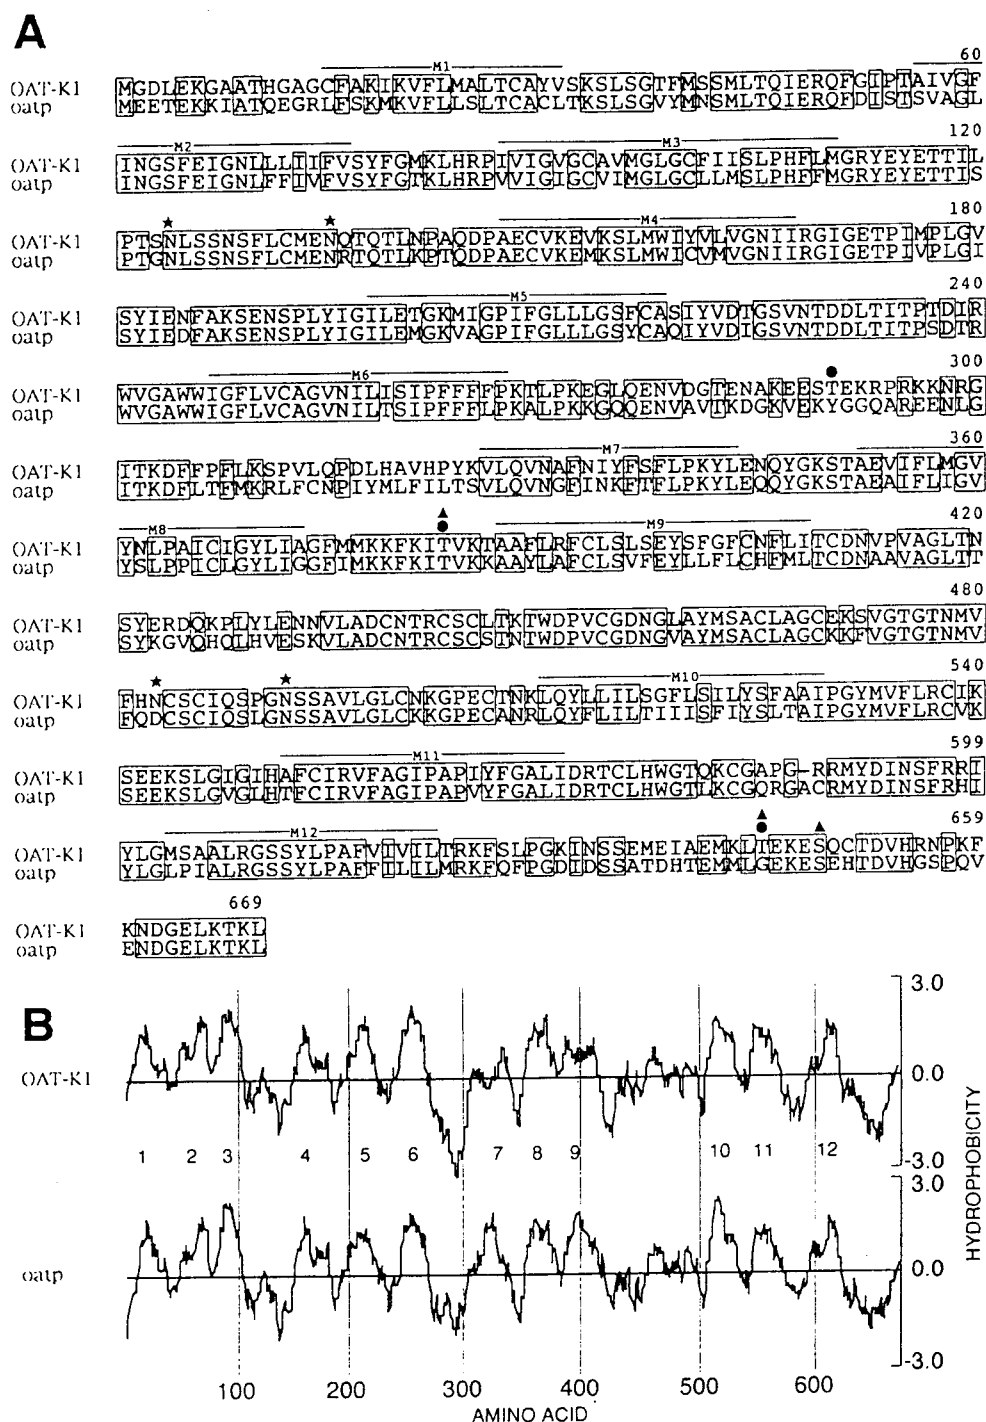 A
M1
60
OAT-K1 MGDLEKGAATHGAGCFAKIKVFLMALTCAYVSKSLSGTFMSSMLTQIERQFGIPTAIVGF
oatp MEETEKKIATQEGRLFSKMKVFLLSLTCACLTKSLSGVYMNSMLTQIERQFDISTSVAGL
M2 M3
120
OAT-K1 INGSFEIGNLLLIIFVSYFGMKLHRPIVIGVGCAVMGLGCFIISLPHFLMGRYEYETTIL
oatp INGSFEIGNLFFIVFVSYFGTKLHRPVVIGIGCVIMGLGCLLMSLPHFFMGRYEYETTIS
★ ★ M4
180
OAT-K1 PTSNLSSNSFLCMENQTQTLNPAQDPAECVKEVKSLMWIYVLVGNIIRGIGETPIMPLGV
oatp PTGNLSSNSFLCMENRTQTLKPTQDPAECVKEMKSLMWICVMVGNIIRGIGETPIVPLGI
M5
240
OAT-K1 SYIENFAKSENSPLYIGILETGKMIGPIFGLLLGSFCASIYVDTGSVNTDDLTITPTDIR
oatp SYIEDFAKSENSPLYIGILEMGKVAGPIFGLLLGSYCAQIYVDIGSVNTDDLTITPSDTR
M6 ●
300
OAT-K1 WVGAWWIGFLVCAGVNILISIPFFFFPKTLPKEGLQENVDGTENAKEESTEKRPRKKNRG
oatp WVGAWWIGFLVCAGVNILTSIPFFFLPKALPKKGQQENVAVTKDGKVEKYGGQAREENLG
M7
360
OAT-K1 ITKDFFPFLKSPVLQPDLHAVHPYKVLQVNAFNIYFSFLPKYLENQYGKSTAEVIFLMGV
oatp ITKDFLTFMKRLFCNPIYMLFILTSVLQVNGFINKFTFLPKYLEQQYGKSTAEAIFLIGV
M8 ▲ ● M9
420
OAT-K1 YNLPAICIGYLIAGFMMKKFKITVKTAAFLRFCLSLSEYSFGFCNFLITCDNVPVAGLTN
oatp YSLPPICLGYLIGGFIMKKFKITVKKAAYLAFCLSVFEYLLFLCHFMLTCDNAAVAGLTT
480
OAT-K1 SYERDQKPLYLENNVLADCNTRCSCLTKTWDPVCGDNGLAYMSACLAGCEKSVGTGTNMV
oatp SYKGVQHQLHVESKVLADCNTRCSCSTNTWDPVCGDNGVAYMSACLAGCKKFVGTGTNMV
★ ★ M10
540
OAT-K1 FHNCSCIQSPGNSSAVLGLCNKGPECTNKLQYLLILSGFLSILYSFAAIPGYMVFLRCIK
oatp FQDCSCIQSLGNSSAVLGLCKKGPECANRLQYFLILTIIISFIYSLTAIPGYMVFLRCVK
M11
599
OAT-K1 SEEKSLGIGIHAFCIRVFAGIPAPIYFGALIDRTCLHWGTQKCGAPG-RRMYDINSFRRI
oatp SEEKSLGVGLHTFCIRVFAGIPAPVYFGALIDRTCLHWGTLKCGQRGACRMYDINSFRHI
M12 ▲ ● ▲
659
OAT-K1 YLGMSAALRGSSYLPAFVIVILTRKFSLPGKINSSEMEIAEMKLTEKESQCTDVHRNPKF
oatp YLGLPIALRGSSYLPAFFILILMRKFQFPGDIDSSATDHTEMMLGEKESEHTDVHGSPQV
669
OAT-K1 KNDGELKTKL
oatp ENDGELKTKL
B
OAT-K1
3.0
0.0
-3.0
1 2 3 4 5 6 7 8 9 10 11 12
oatp
3.0
0.0
-3.0
HYDROPHOBICITY
100 200 300 400 500 600
AMINO ACID